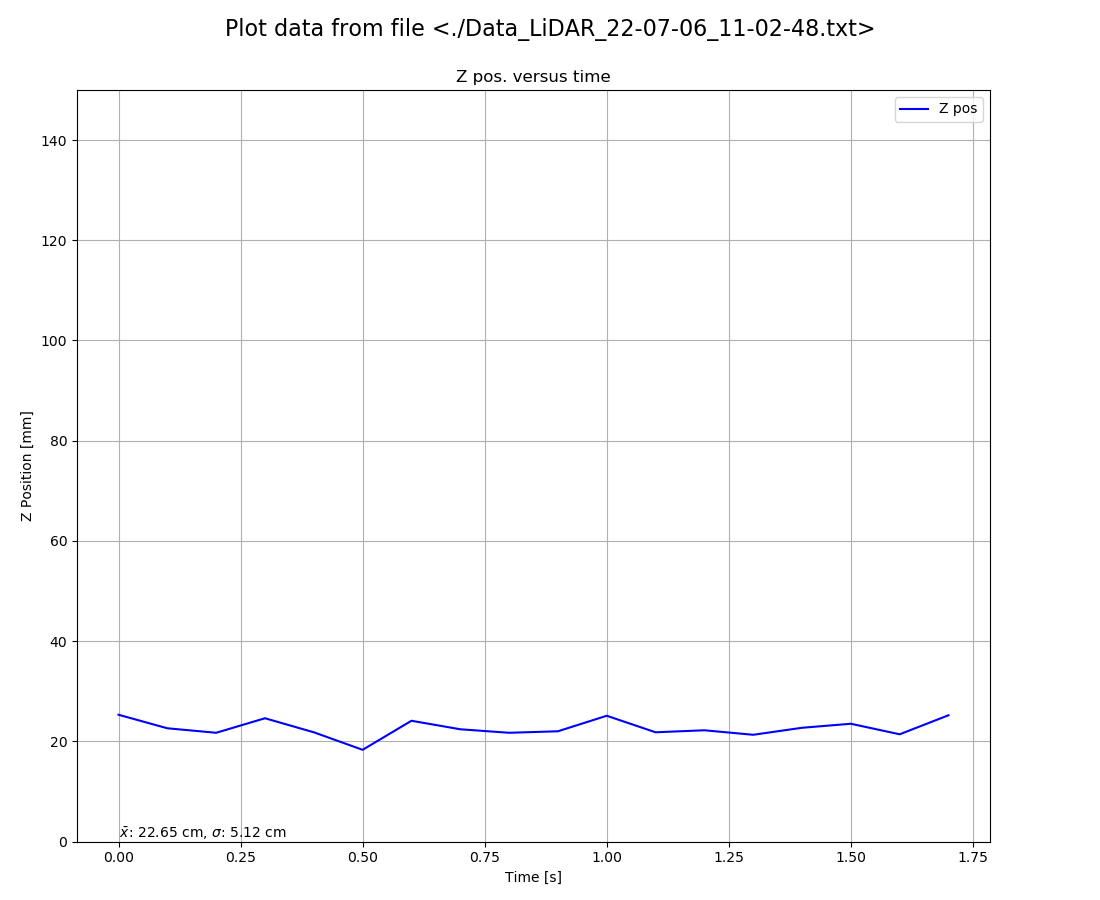 Plot data from file <./Data_LiDAR_22-07-06_11-02-48.txt>
Z pos. versus time
Z pos
140
120
100
80
60
40
20
0
Z Position [mm]
x̄: 22.65 cm, σ: 5.12 cm
0.00 0.25 0.50 0.75 1.00 1.25 1.50 1.75
Time [s]